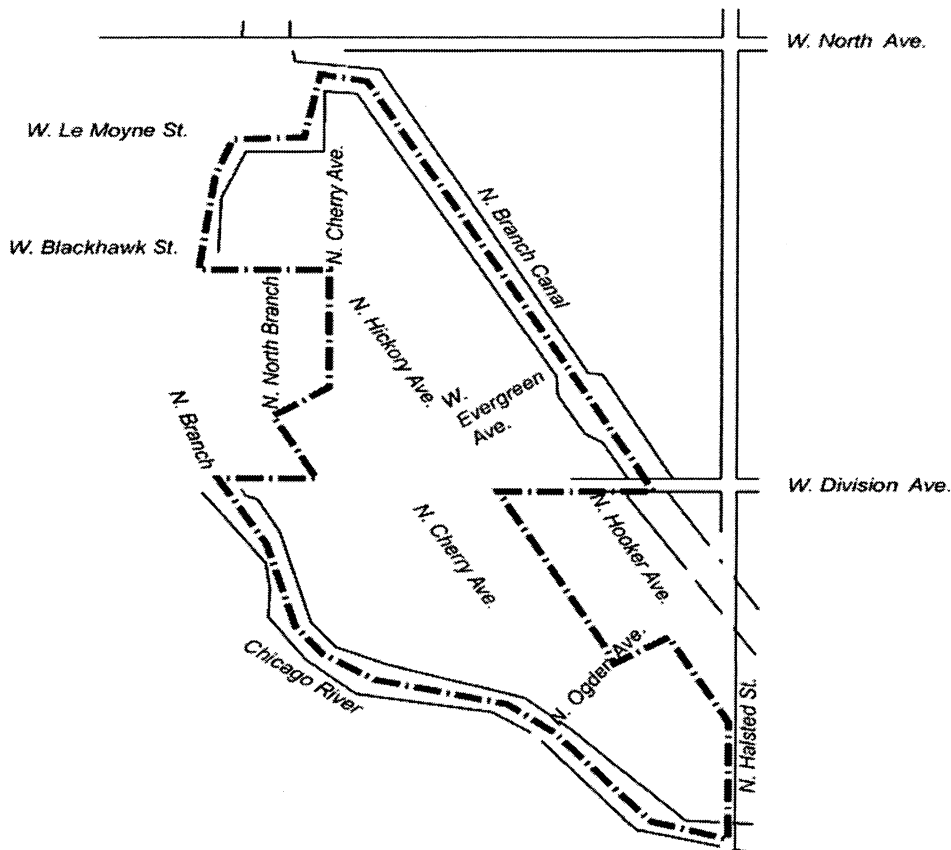 W. North Ave.
W. Le Moyne St.
N. Cherry Ave.
N. Branch Canal
W. Blackhawk St.
N. North Branch
N. Hickory Ave.
W.
Evergreen
Ave.
N. Branch
W. Division Ave.
N. Hooker Ave.
N. Cherry Ave.
Chicago River
N. Ogden Ave.
N. Halsted St.